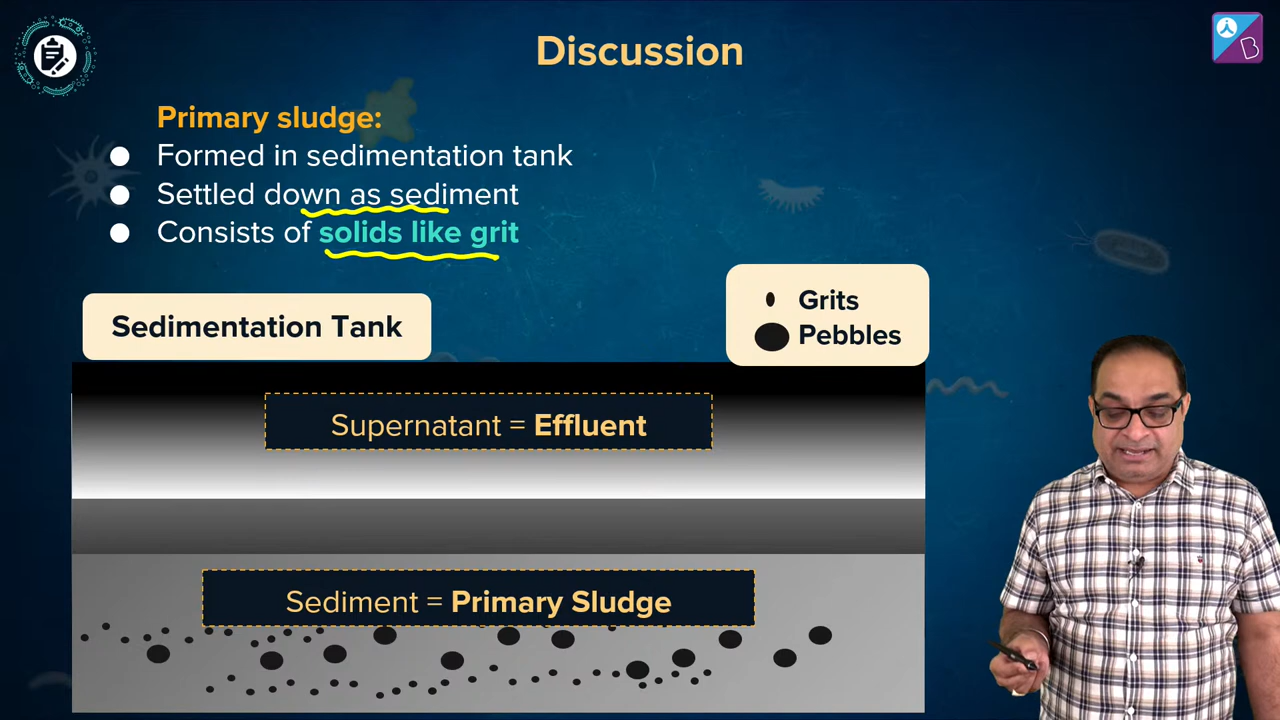 Discussion
Primary sludge:
● Formed in sedimentation tank
● Settled down as sediment
● Consists of solids like grit
Sedimentation Tank
Grits
Pebbles
Supernatant = Effluent
Sediment = Primary Sludge
B